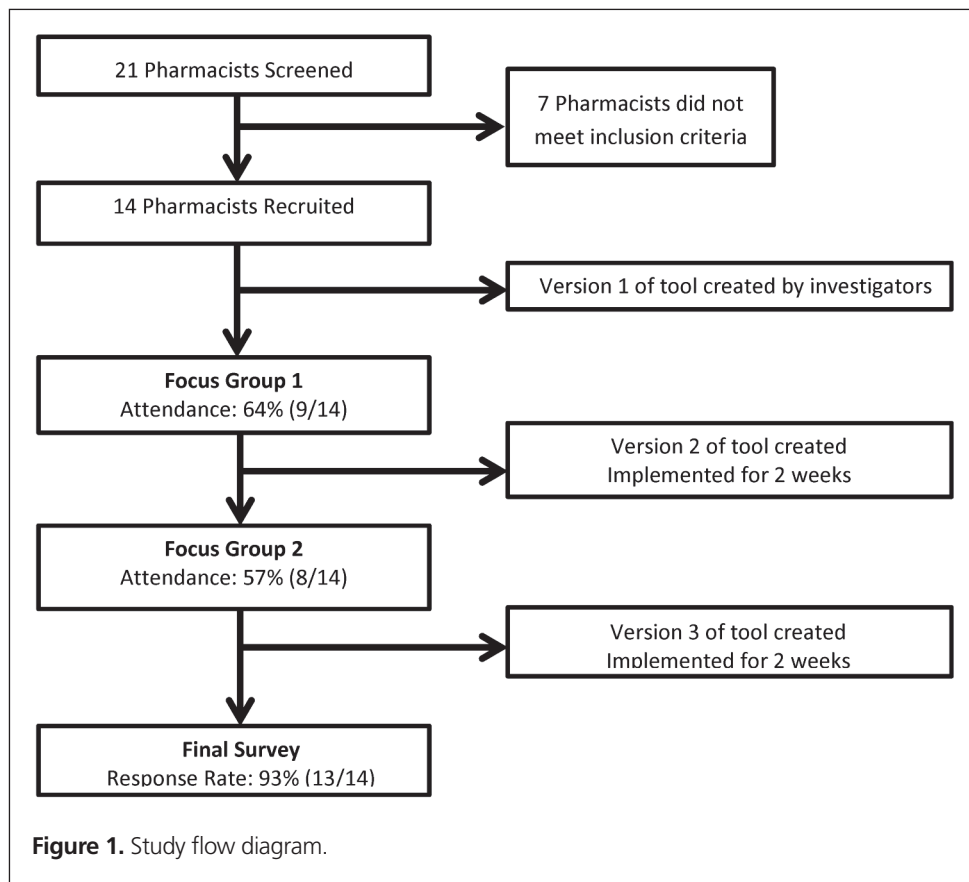 21 Pharmacists Screened
7 Pharmacists did not
meet inclusion criteria
14 Pharmacists Recruited
Version 1 of tool created by investigators
Focus Group 1
Attendance: 64% (9/14)
Version 2 of tool created
Implemented for 2 weeks
Focus Group 2
Attendance: 57% (8/14)
Version 3 of tool created
Implemented for 2 weeks
Final Survey
Response Rate: 93% (13/14)
Figure 1. Study flow diagram.